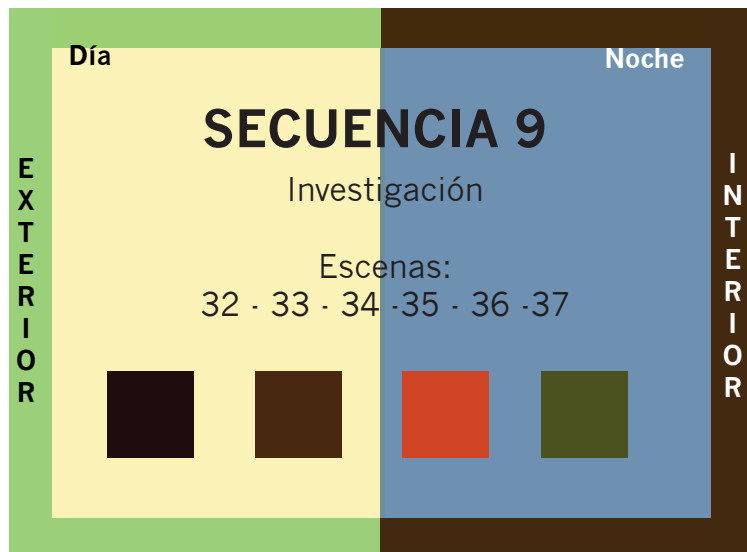 Día
Noche
SECUENCIA 9
Investigación
Escenas:
32 - 33 - 34 -35 - 36 -37
EXTERIOR
INTERIOR